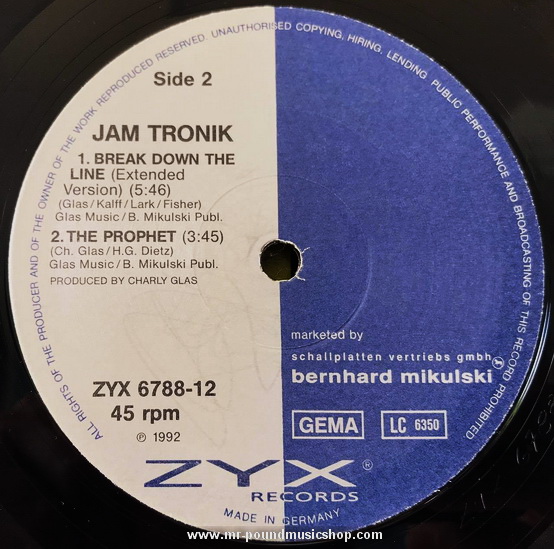 ALL RIGHTS OF THE PRODUCER AND OF THE OWNER OF THE WORK REPRODUCED RESERVED. UNAUTHORISED COPYING, HIRING, LENDING PUBLIC PERFORMANCE AND BROADCASTING OF THIS RECORD PROHIBITED
Side 2
JAM TRONIK
1. BREAK DOWN THE
LINE (Extended
Version) (5:46)
(Glas/Kalff/Lark/Fisher)
Glas Music/B. Mikulski Publ.
2. THE PROPHET (3:45)
(Ch. Glas/H.G. Dietz)
Glas Music/B. Mikulski Publ.
PRODUCED BY CHARLY GLAS
marketed by
schallplatten vertriebs gmbh
bernhard mikulski
ZYX 6788-12
45 rpm
℗ 1992
GEMA
LC 6350
ZYX®
RECORDS
MADE IN GERMANY
www.mr-poundmusicshop.com